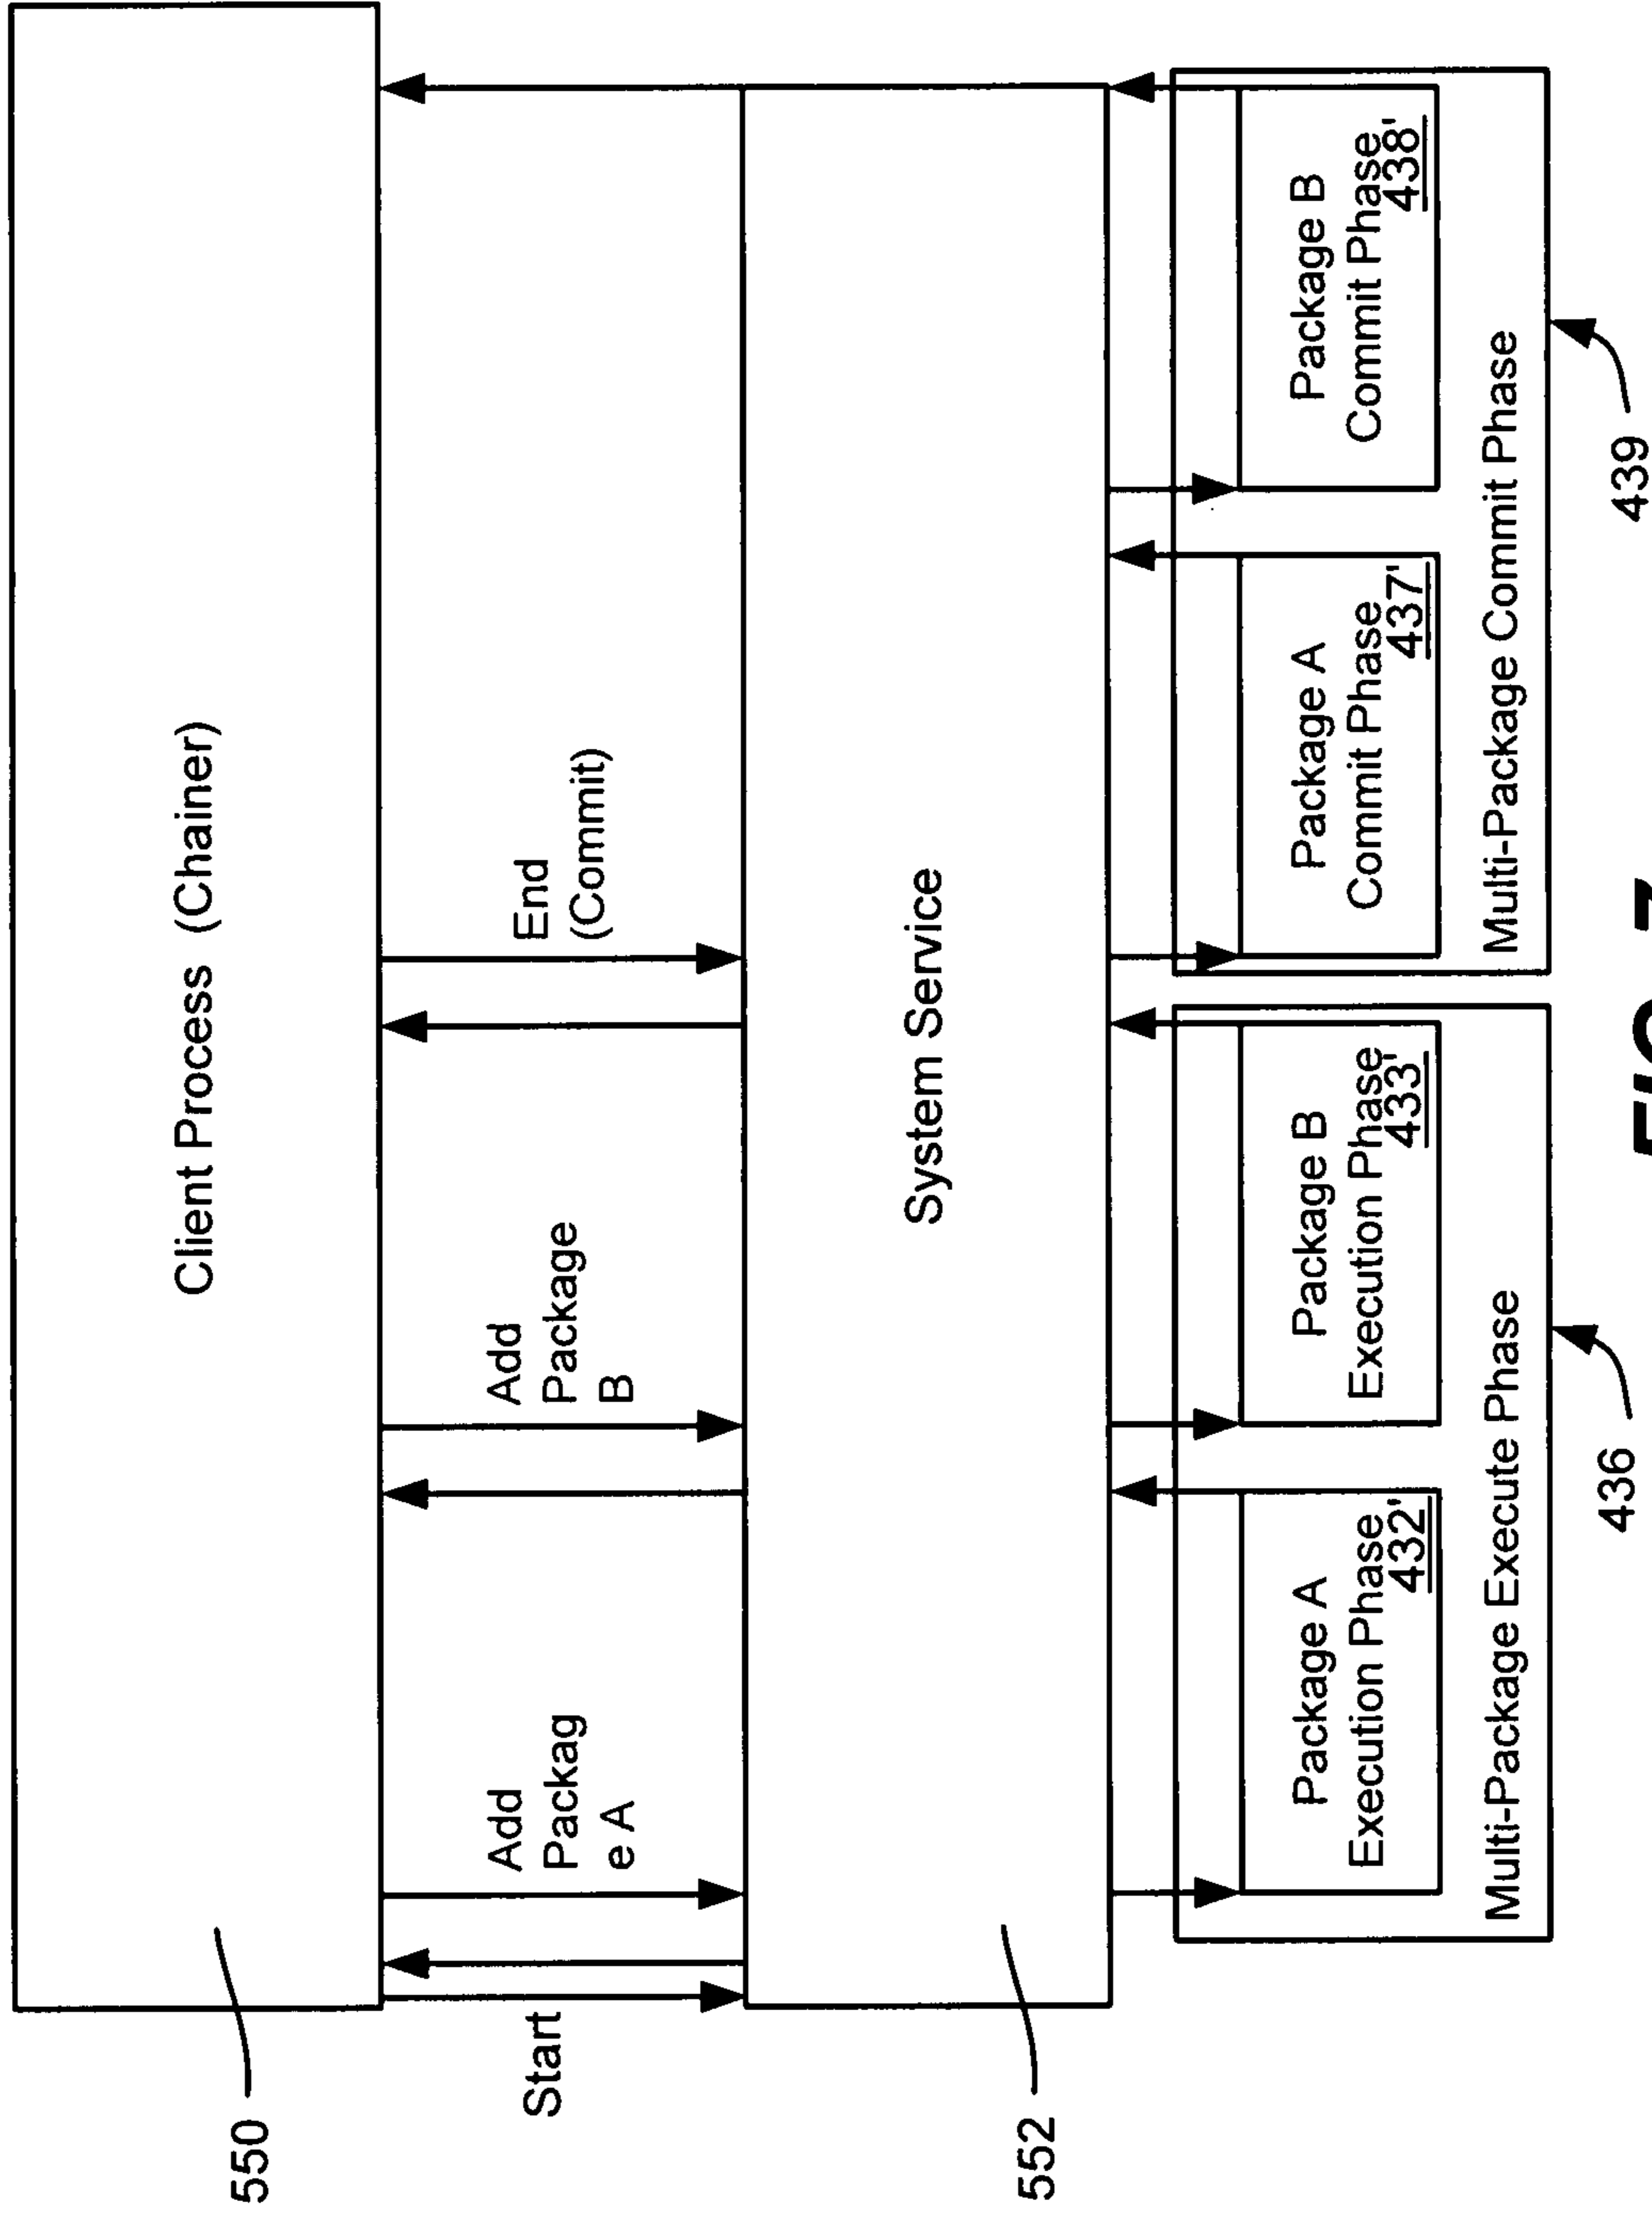 Client Process (Chainer)
550
Start
Add
Packag
e A
Add
Package
B
End
(Commit)
System Service
552
Package A
Execution Phase
432'
Package B
Execution Phase
433'
Multi-Package Execute Phase
436
Package A
Commit Phase
437'
Package B
Commit Phase
438'
Multi-Package Commit Phase
439